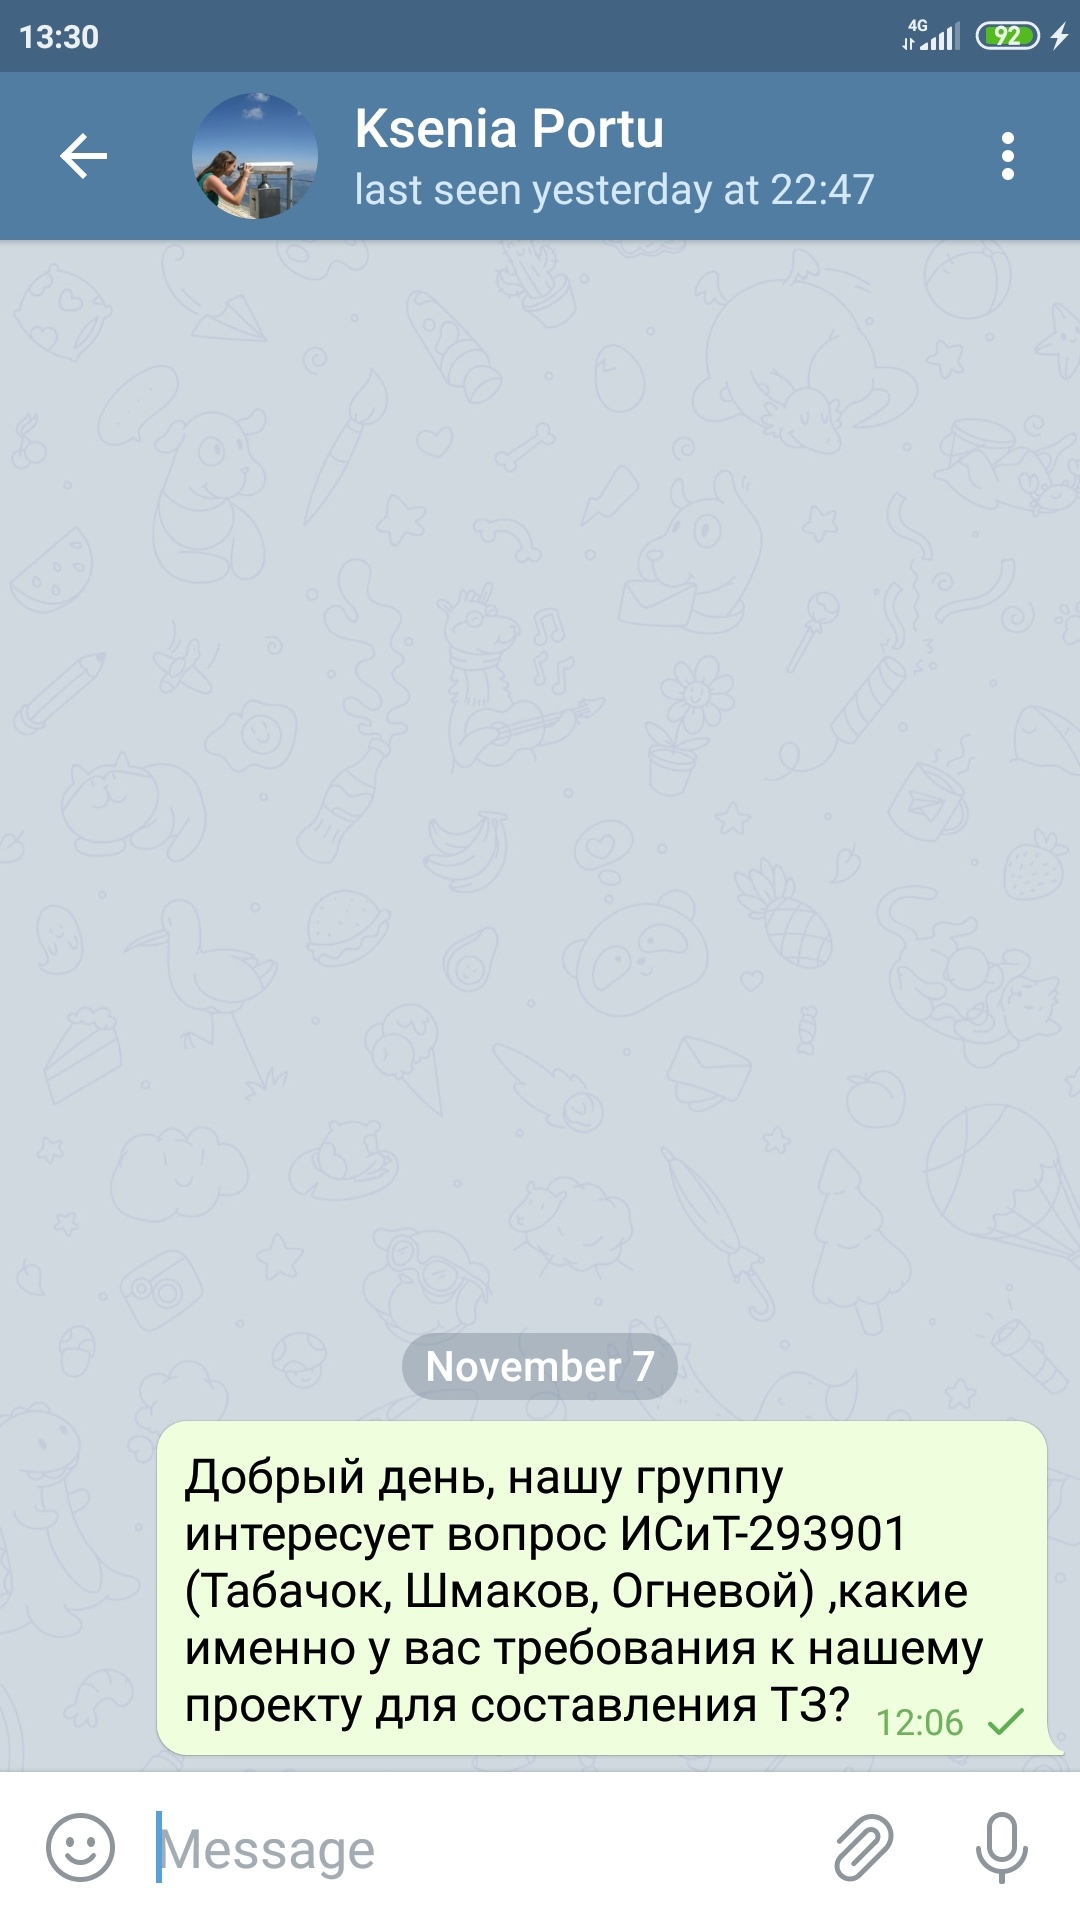 13:30
4G
92
Ksenia Portu
last seen yesterday at 22:47
November 7
Добрый день, нашу группу
интересует вопрос ИСиТ-293901
(Табачок, Шмаков, Огневой) ,какие
именно у вас требования к нашему
проекту для составления ТЗ?
12:06
Message